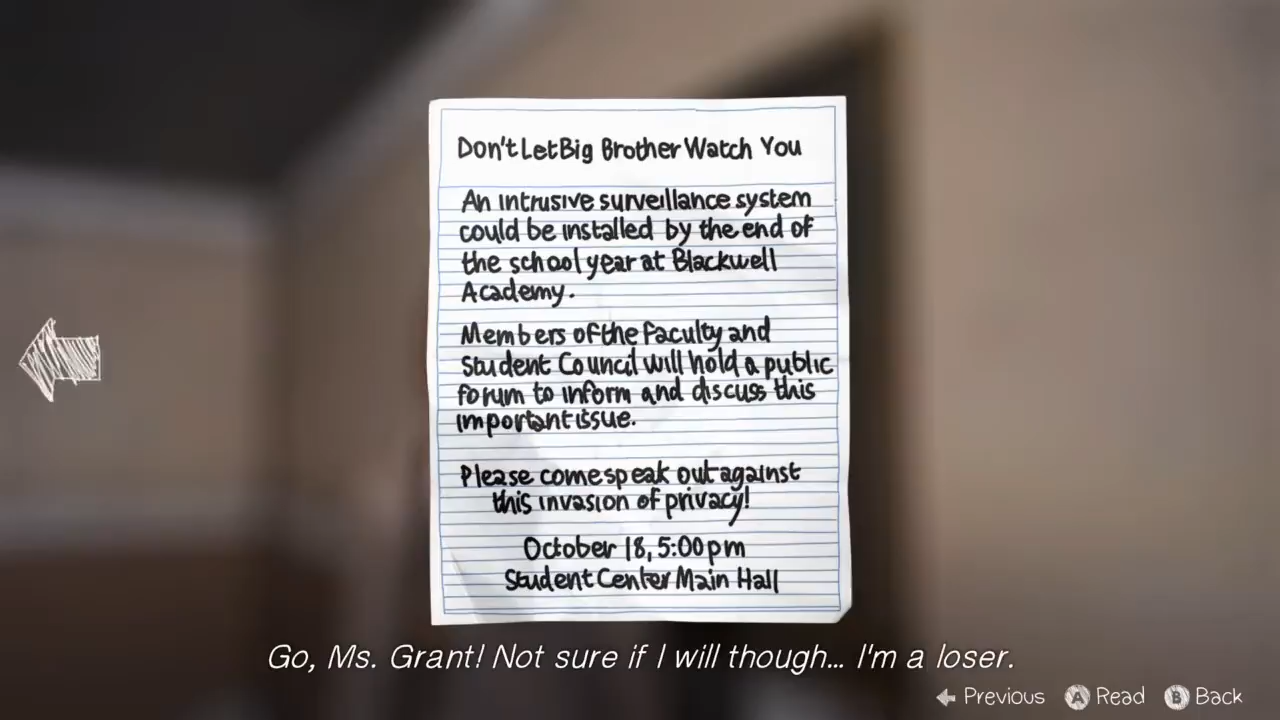 Don't Let Big Brother Watch You
An intrusive surveillance system
could be installed by the end of
the school year at Blackwell
Academy.
Members of the faculty and
Student Council will hold a public
forum to inform and discuss this
important issue.
Please come speak out against
this invasion of privacy!
October 18, 5:00pm
Student Center Main Hall
Go, Ms. Grant! Not sure if I will though... I'm a loser.
Previous A Read B Back